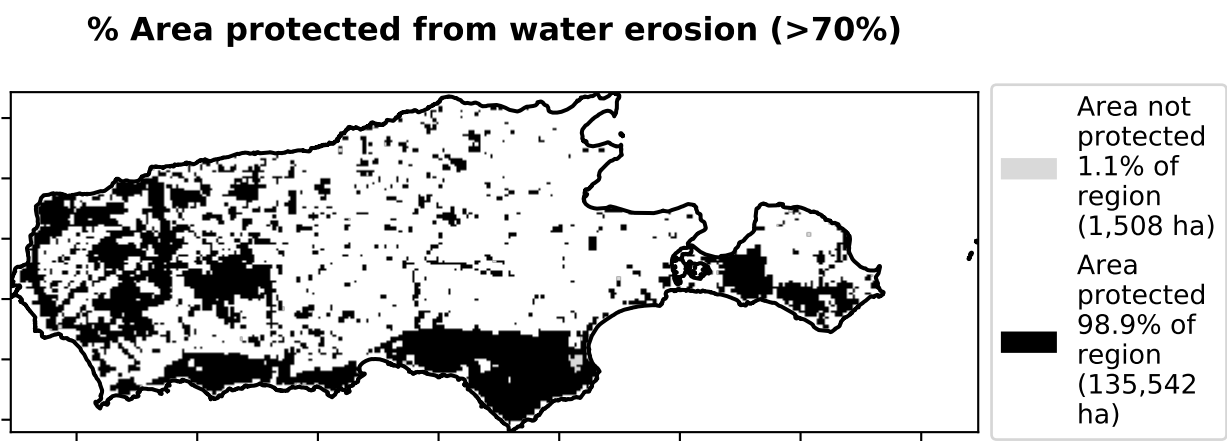 % Area protected from water erosion (>70%)
Area not
protected
1.1% of
region
(1,508 ha)
Area
protected
98.9% of
region
(135,542
ha)